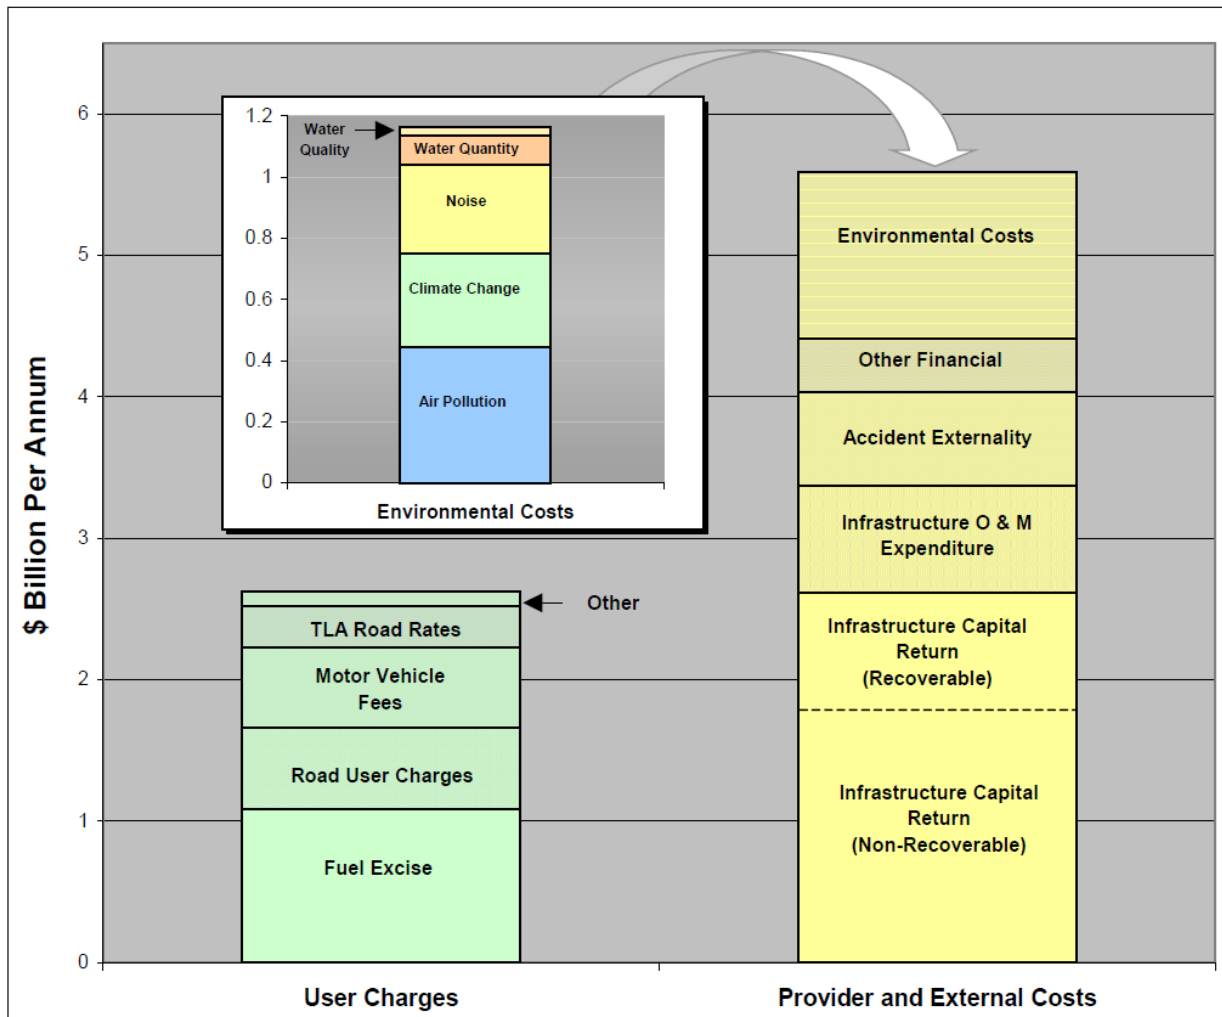 $ Billion Per Annum
6
5
4
3
2
1
0
1.2
1
0.8
0.6
0.4
0.2
0
Water
Quality
Water Quantity
Noise
Climate Change
Air Pollution
Environmental Costs
Other
TLA Road Rates
Motor Vehicle
Fees
Road User Charges
Fuel Excise
Environmental Costs
Other Financial
Accident Externality
Infrastructure O & M
Expenditure
Infrastructure Capital
Return
(Recoverable)
Infrastructure Capital
Return
(Non-Recoverable)
User Charges
Provider and External Costs